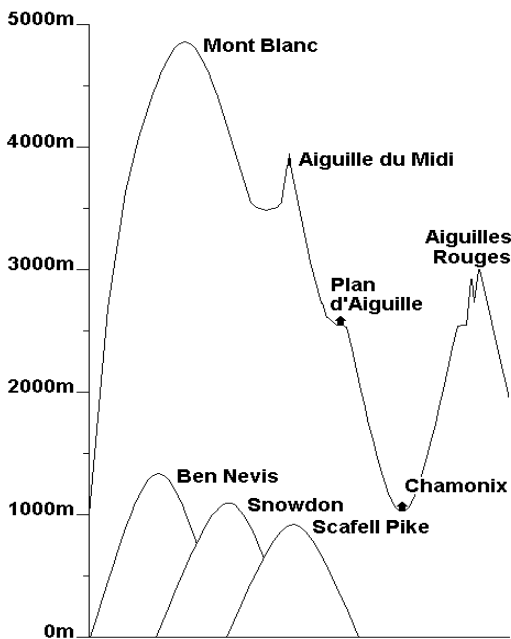 5000m
Mont Blanc
4000m
Aiguille du Midi
Aiguilles
Rouges
3000m
Plan
d'Aiguille
2000m
Ben Nevis
Chamonix
Snowdon
1000m
Scafell Pike
0m